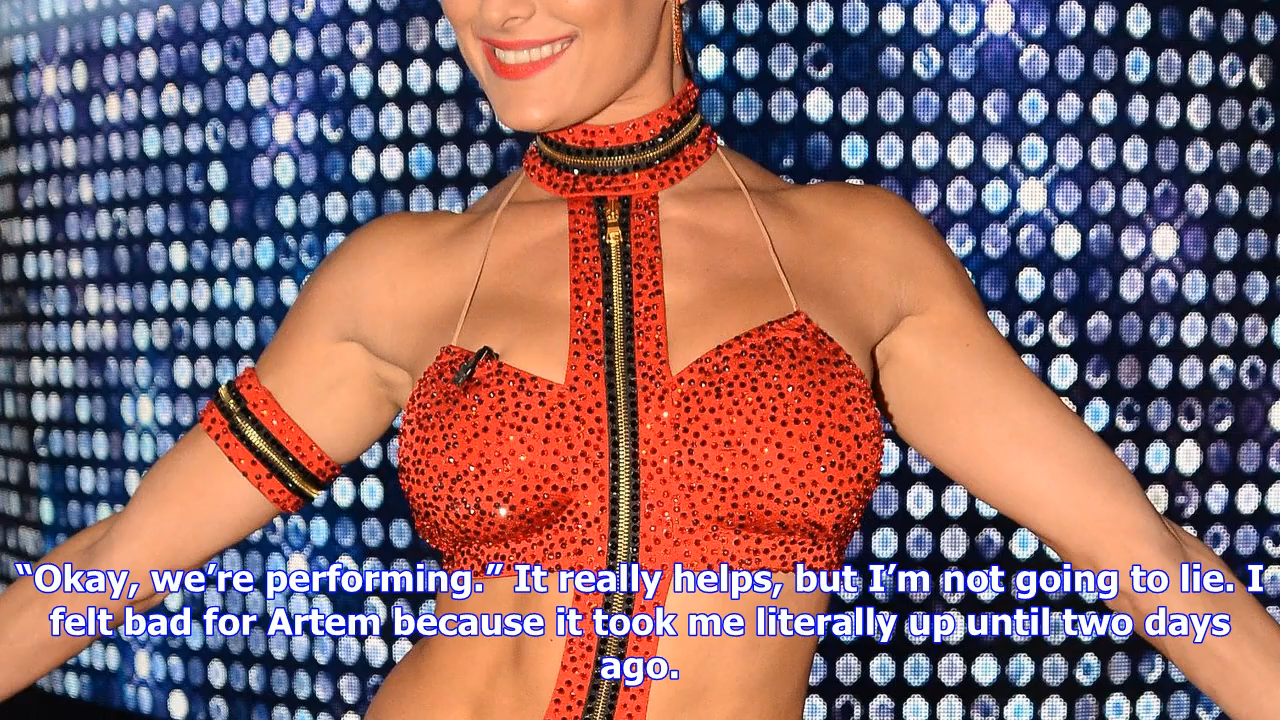 “Okay, we’re performing.” It really helps, but I’m not going to lie. I
felt bad for Artem because it took me literally up until two days
ago.